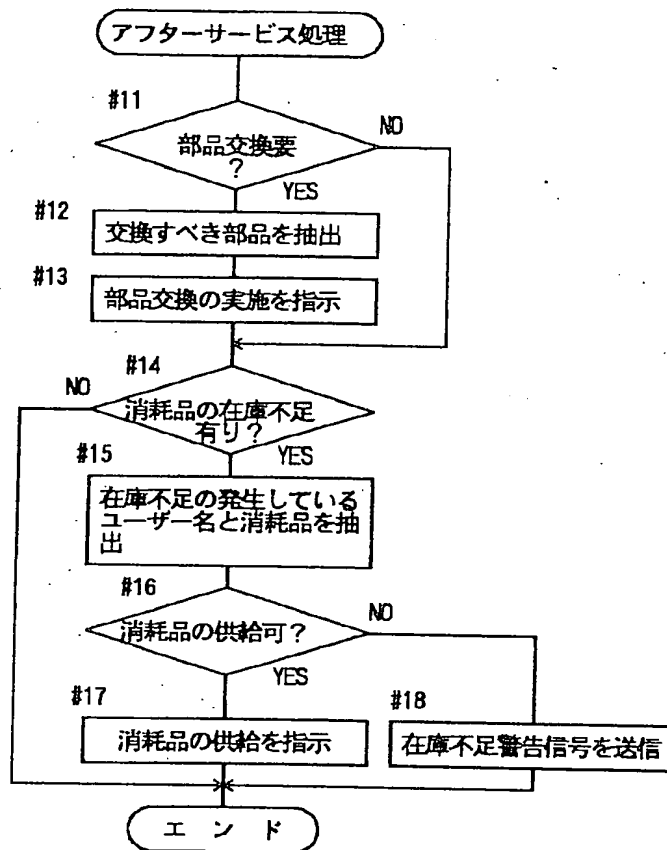 アフターサービス処理
#11
部品交換要
?
NO
YES
#12
交換すべき部品を抽出
#13
部品交換の実施を指示
#14
NO
消耗品の在庫不足
有り?
YES
#15
在庫不足の発生している
ユーザー名と消耗品を抽
出
#16
消耗品の供給可?
NO
YES
#17
消耗品の供給を指示
#18
在庫不足警告信号を送信
エンド